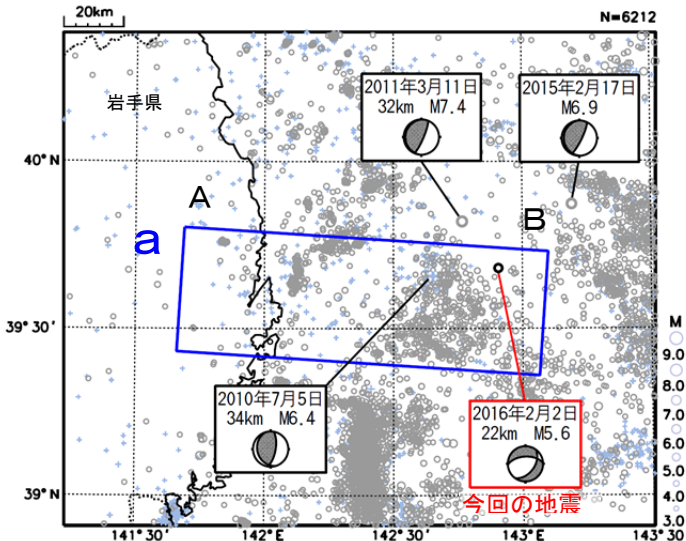 20km
N=6212
岩手県
2011年3月11日
32km M7.4
2015年2月17日
M6.9
40°N
A
B
a
39°30'
M
9.0
8.0
7.0
6.0
5.0
4.0
3.0
2010年7月5日
34km M6.4
2016年2月2日
22km M5.6
今回の地震
39°N
141°30'
142°E
142°30'
143°E
143°30'